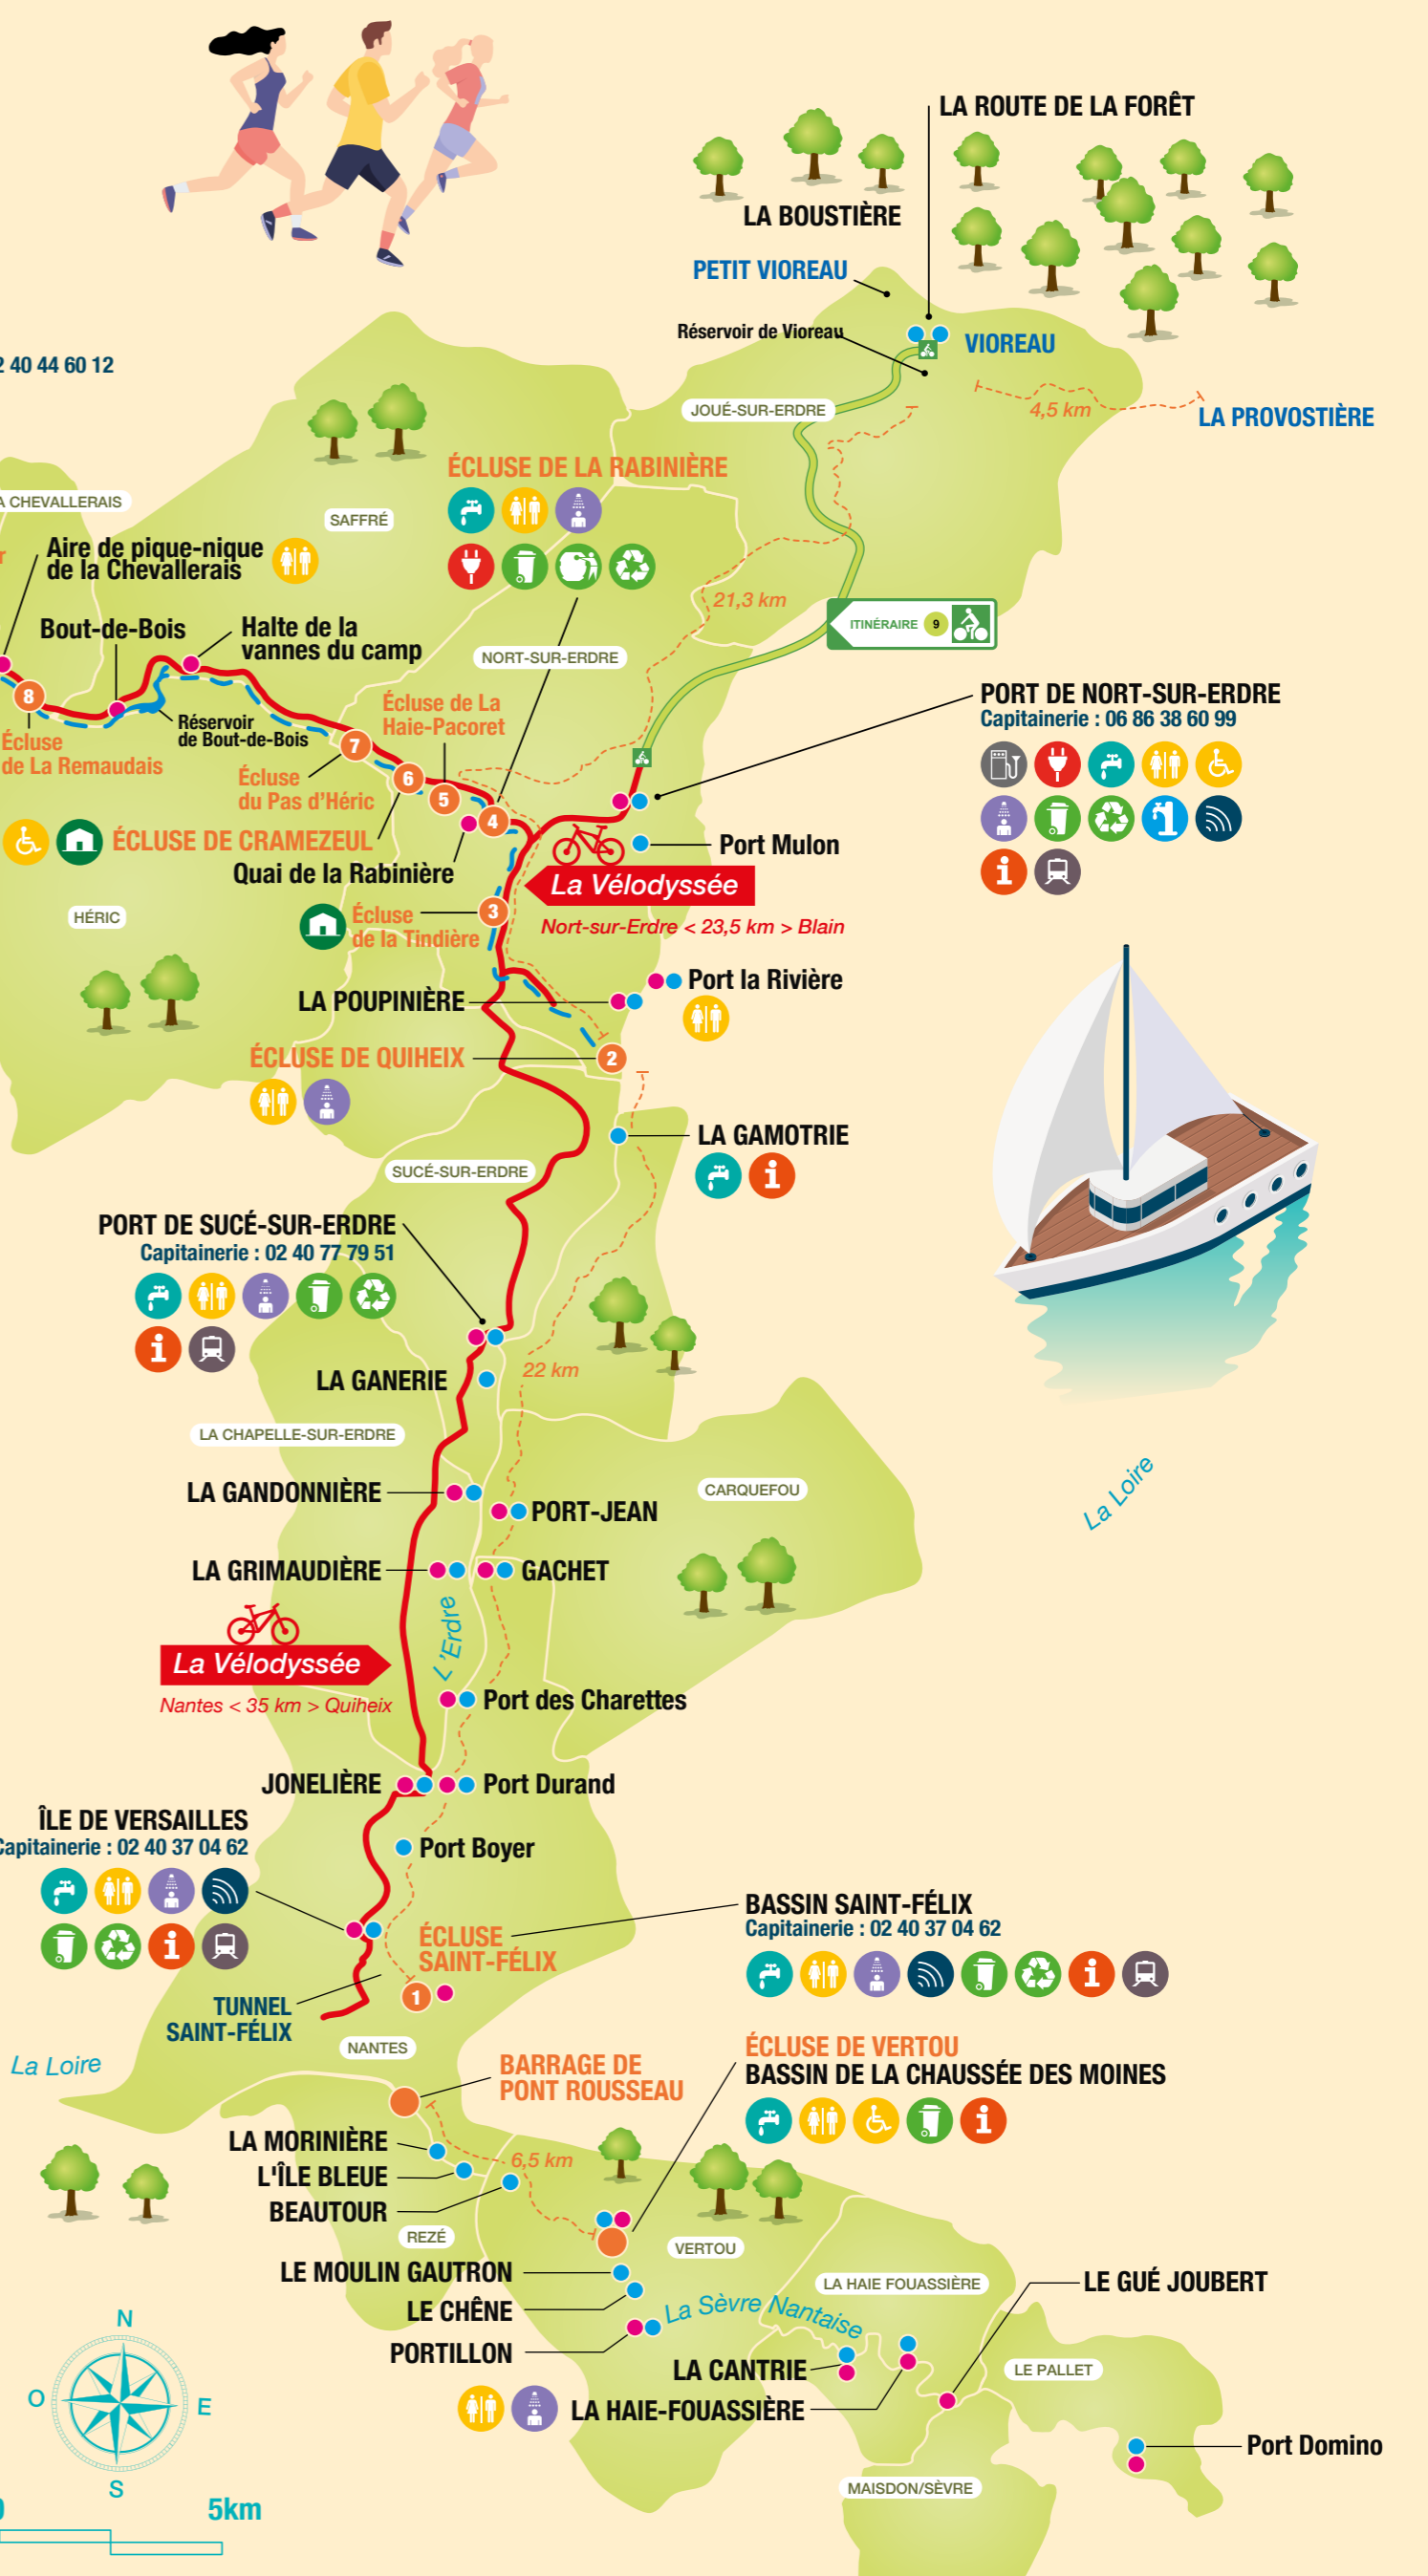 LA ROUTE DE LA FORÊT
LA BOUSTIÈRE
PETIT VIOREAU
Réservoir de Vioreau
VIOREAU
2 40 44 60 12
JOUÉ-SUR-ERDRE
4,5 km
LA PROVOSTIÈRE
ÉCLUSE DE LA RABINIÈRE
A CHEVALLERAIS
SAFFRÉ
Aire de pique-nique
de la Chevallerais
21,3 km
ITINÉRAIRE 9
Bout-de-Bois
Halte de la
vannes du camp
NORT-SUR-ERDRE
PORT DE NORT-SUR-ERDRE
Capitainerie : 06 86 38 60 99
8
Écluse
de La Remaudais
Réservoir
de Bout-de-Bois
Écluse de La
Haie-Pacoret
7
Écluse
du Pas d'Héric
6
5
4
ÉCLUSE DE CRAMEZEUL
Quai de la Rabinière
Port Mulon
La Vélodyssée
Nort-sur-Erdre < 23,5 km > Blain
HÉRIC
3
Écluse
de la Tindière
Port la Rivière
LA POUPINIÈRE
ÉCLUSE DE QUIHEIX
2
LA GAMOTRIE
SUCÉ-SUR-ERDRE
PORT DE SUCÉ-SUR-ERDRE
Capitainerie : 02 40 77 79 51
LA GANERIE
22 km
LA CHAPELLE-SUR-ERDRE
LA GANDONNIÈRE
CARQUEFOU
La Loire
PORT-JEAN
LA GRIMAUDIÈRE
GACHET
L'Erdre
La Vélodyssée
Nantes < 35 km > Quiheix
Port des Charettes
JONELIÈRE
Port Durand
ÎLE DE VERSAILLES
Capitainerie : 02 40 37 04 62
Port Boyer
BASSIN SAINT-FÉLIX
Capitainerie : 02 40 37 04 62
ÉCLUSE
SAINT-FÉLIX
1
TUNNEL
SAINT-FÉLIX
NANTES
La Loire
BARRAGE DE
PONT ROUSSEAU
ÉCLUSE DE VERTOU
BASSIN DE LA CHAUSSÉE DES MOINES
LA MORINIÈRE
L'ÎLE BLEUE
6,5 km
BEAUTOUR
REZÉ
VERTOU
LE MOULIN GAUTRON
LA HAIE FOUASSIÈRE
LE GUÉ JOUBERT
LE CHÊNE
La Sèvre Nantaise
PORTILLON
LA CANTRIE
LE PALLET
LA HAIE-FOUASSIÈRE
Port Domino
MAISDON/SÈVRE
N
O
E
S
5km